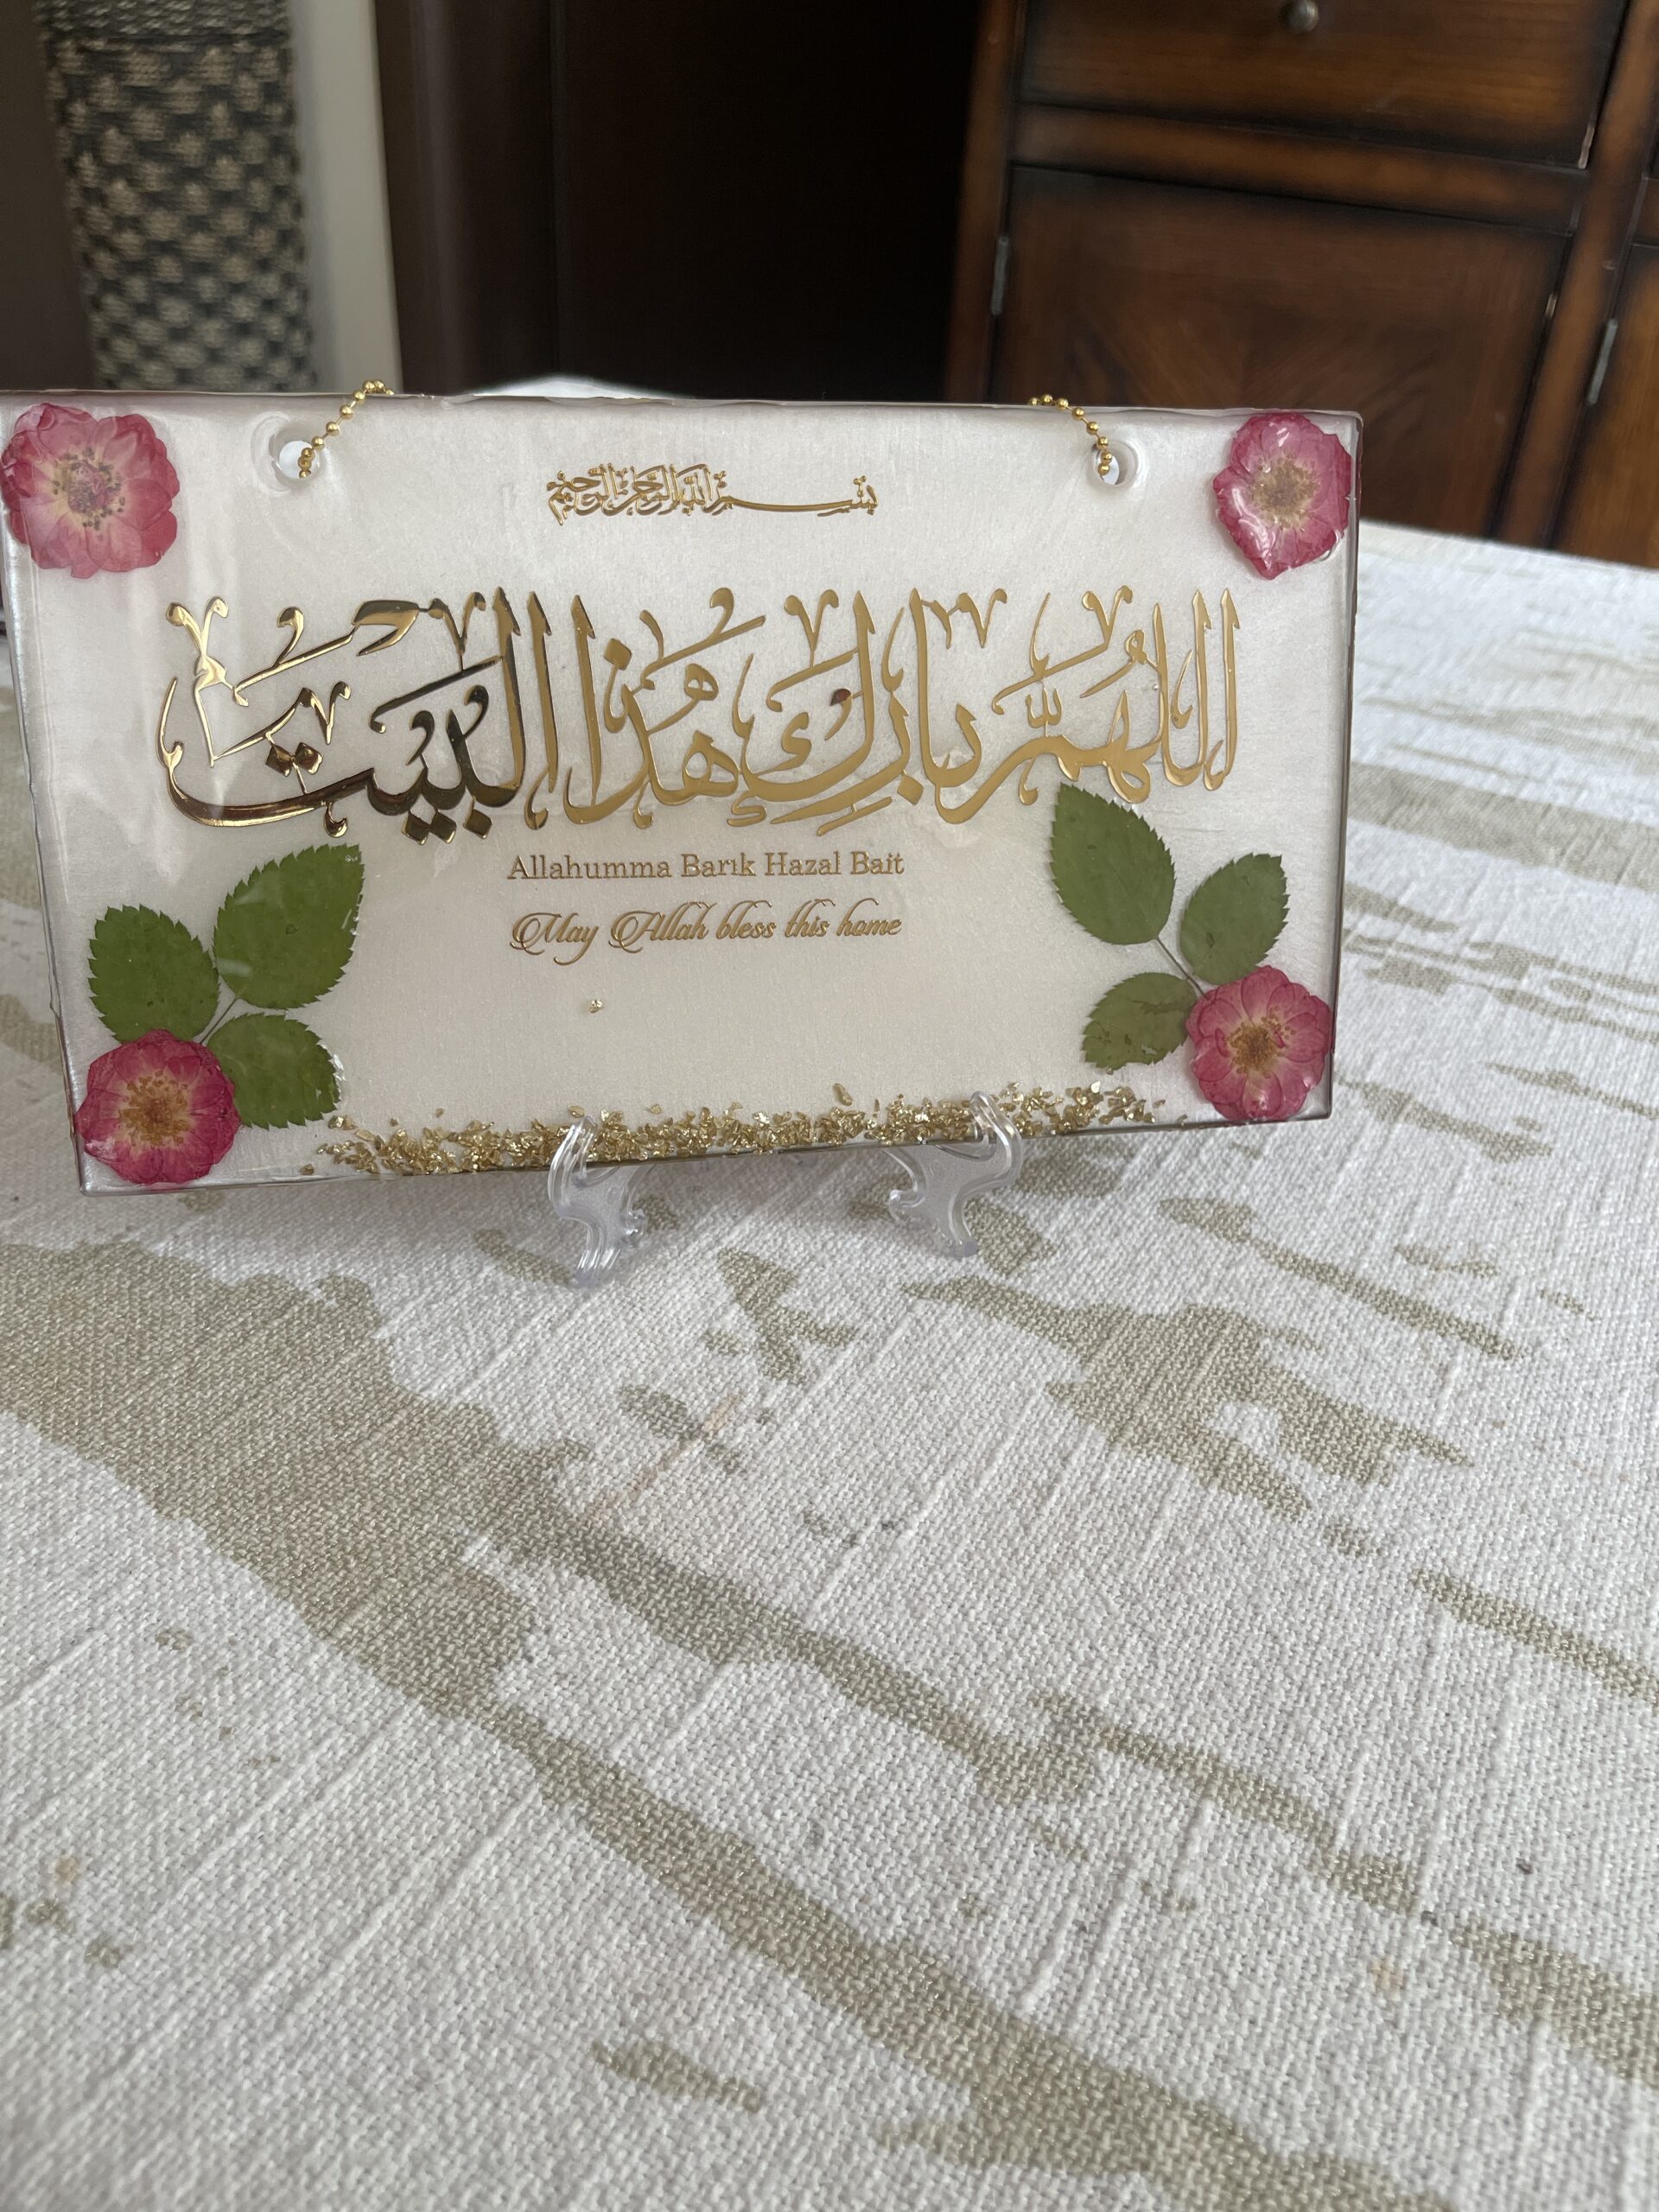 بسم الله الرحمن الرحيم
اللهم بارك هذا البيت
Allahumma Barık Hazal Bait
May Allah bless this home